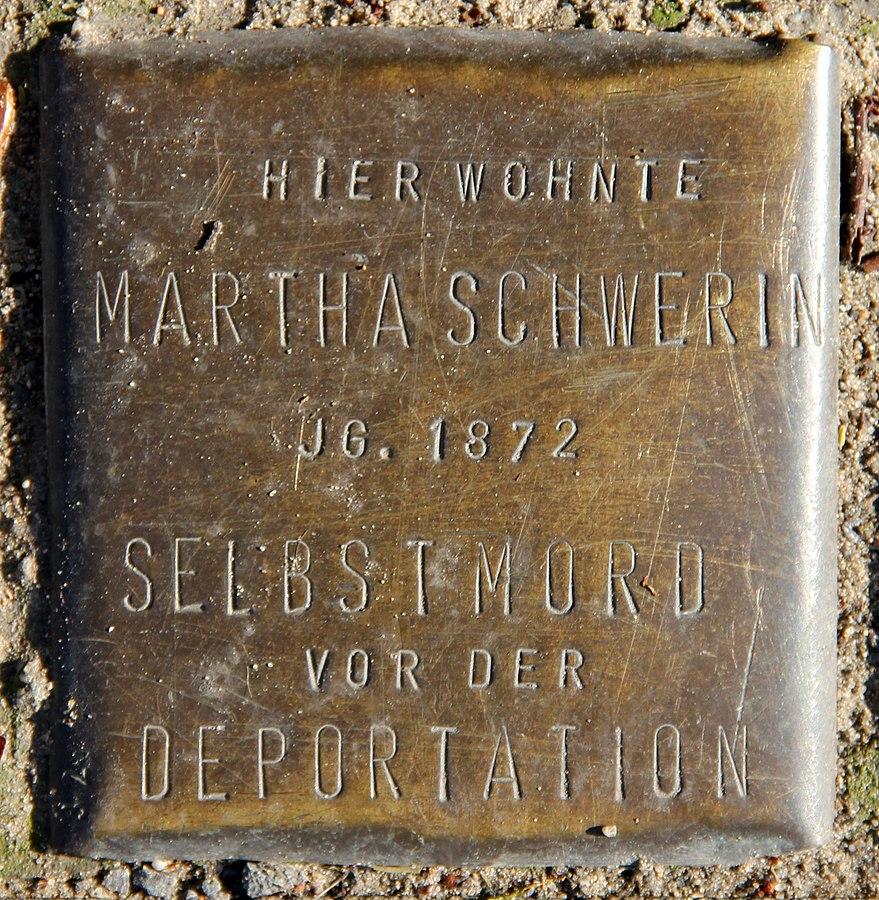 HIER WOHNTE
MARTHA SCHWERIN
JG. 1872
SELBSTMORD
VOR DER
DEPORTATION